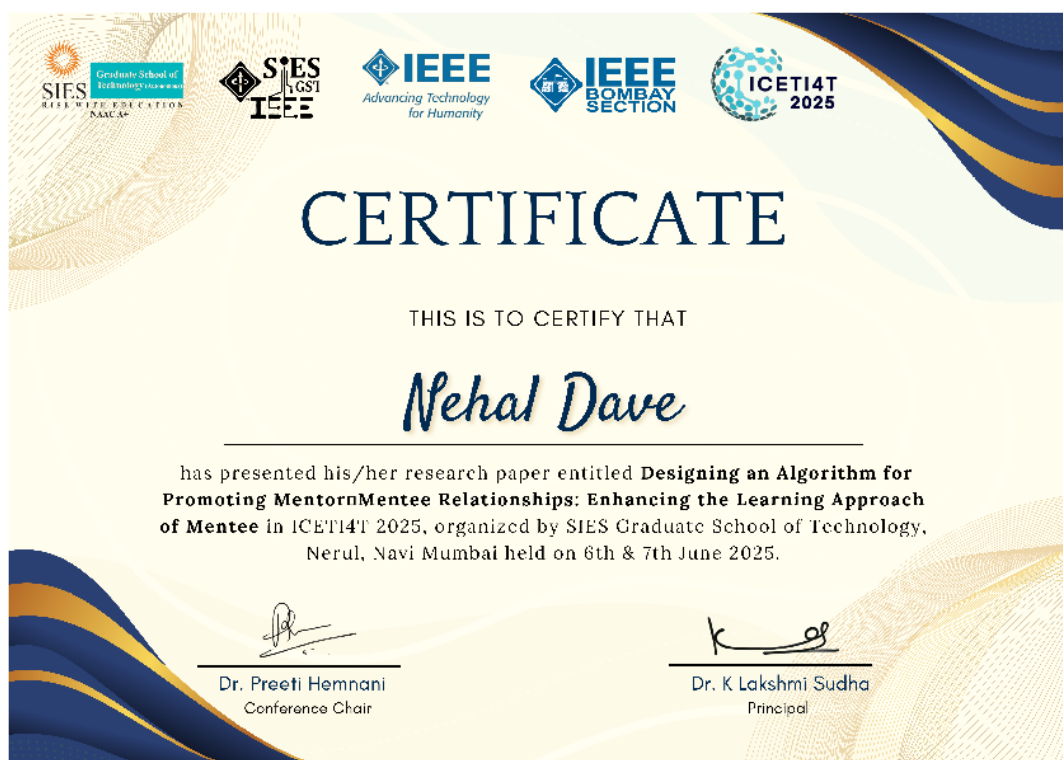 SIES
Graduate School of
Technology (Autonomous)
RISE WITH EDUCATION
NAAC A+
SIES
GST
IEEE
IEEE
Advancing Technology
for Humanity
IEEE
BOMBAY
SECTION
ICETI4T
2025
CERTIFICATE
THIS IS TO CERTIFY THAT
Nehal Dave
has presented his/her research paper entitled Designing an Algorithm for
Promoting MentornMentee Relationships: Enhancing the Learning Approach
of Mentee in ICETI4T 2025, organized by SIES Graduate School of Technology,
Nerul, Navi Mumbai held on 6th & 7th June 2025.
Dr. Preeti Hemnani
Conference Chair
Dr. K Lakshmi Sudha
Principal